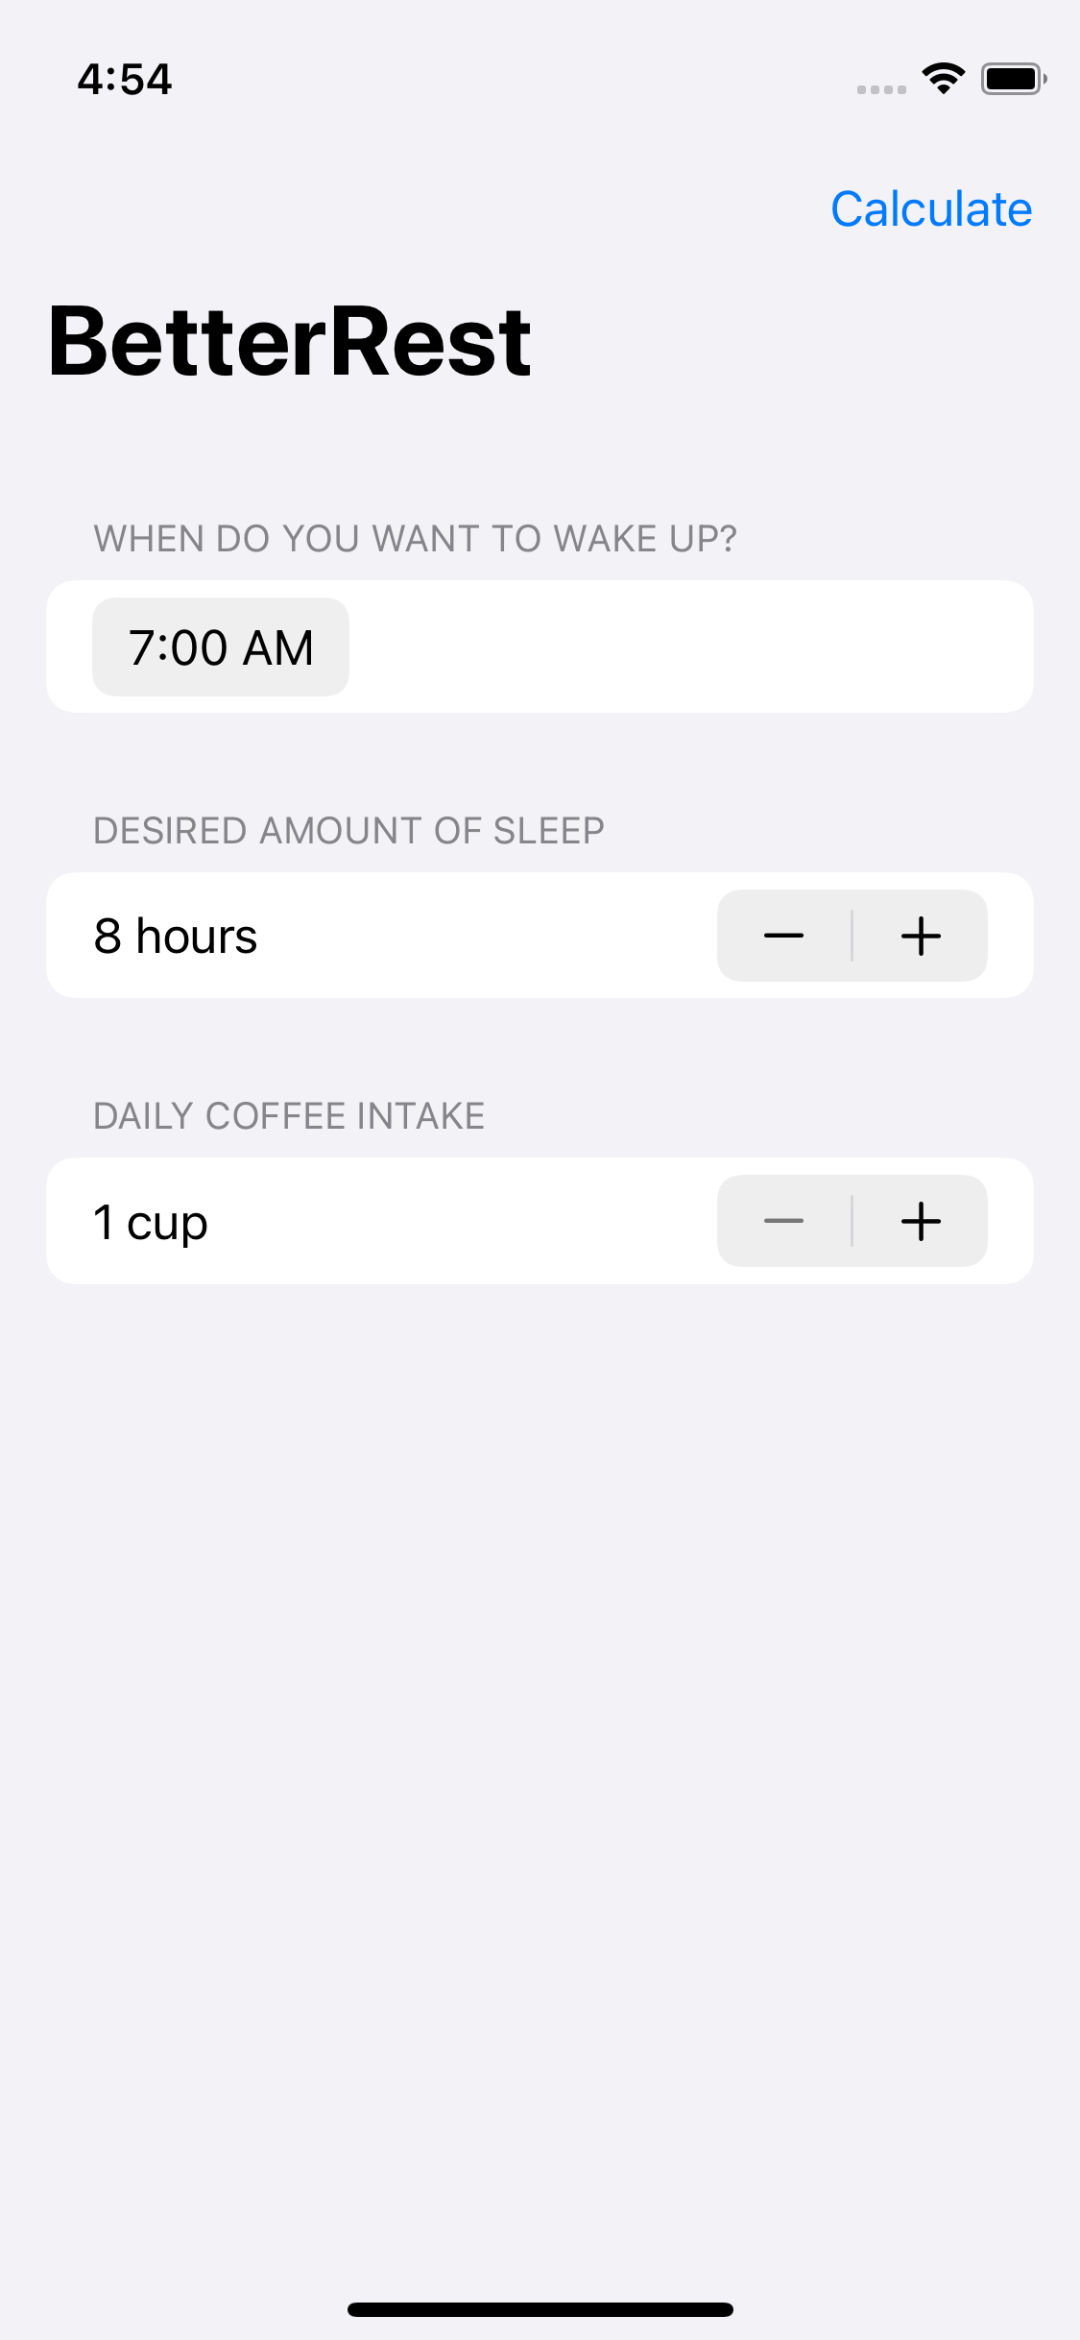 4:54
Calculate
BetterRest
WHEN DO YOU WANT TO WAKE UP?
7:00 AM
DESIRED AMOUNT OF SLEEP
8 hours
DAILY COFFEE INTAKE
1 cup